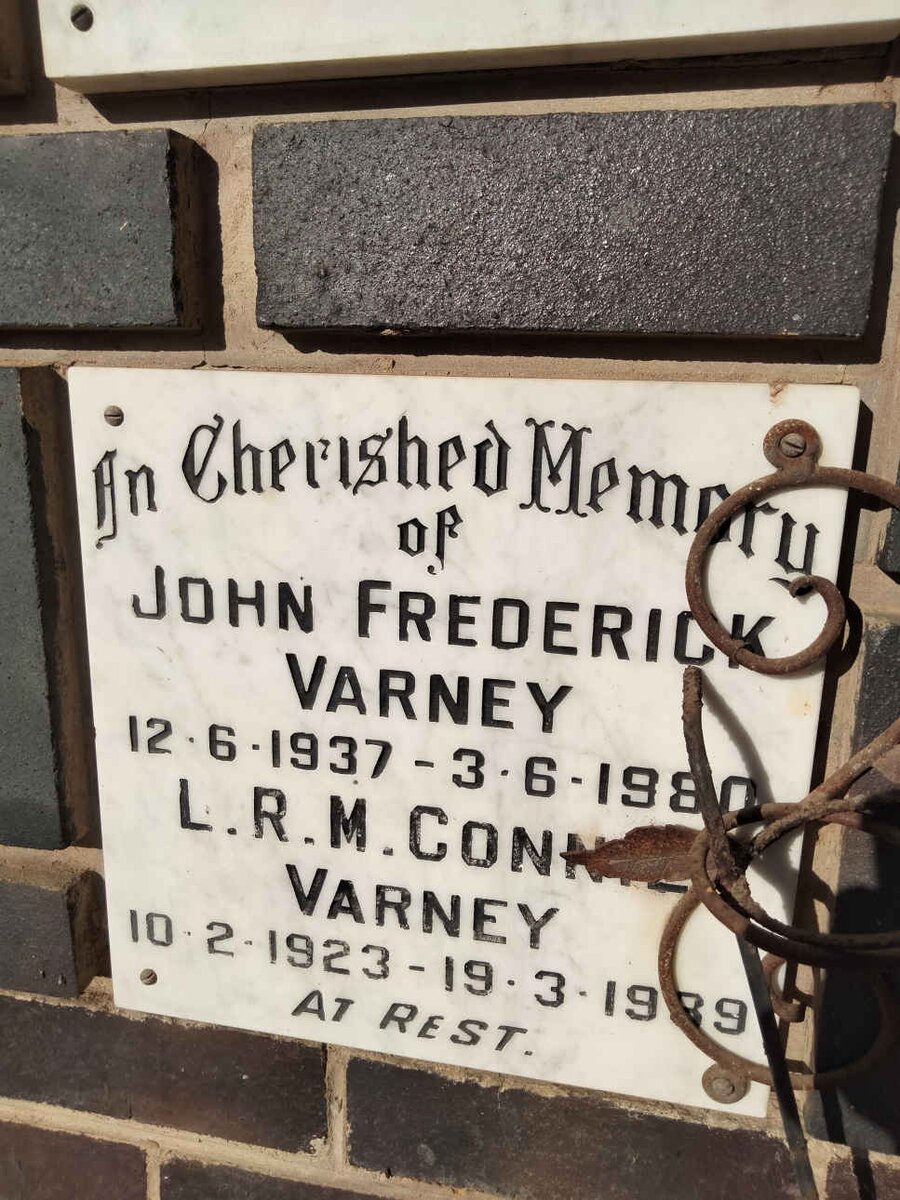 In Cherished Memory
of
JOHN FREDERICK
VARNEY
12·6·1937 - 3·6·1980
L.R.M. CONNIE
VARNEY
10·2·1923 - 19·3·1989
AT REST.